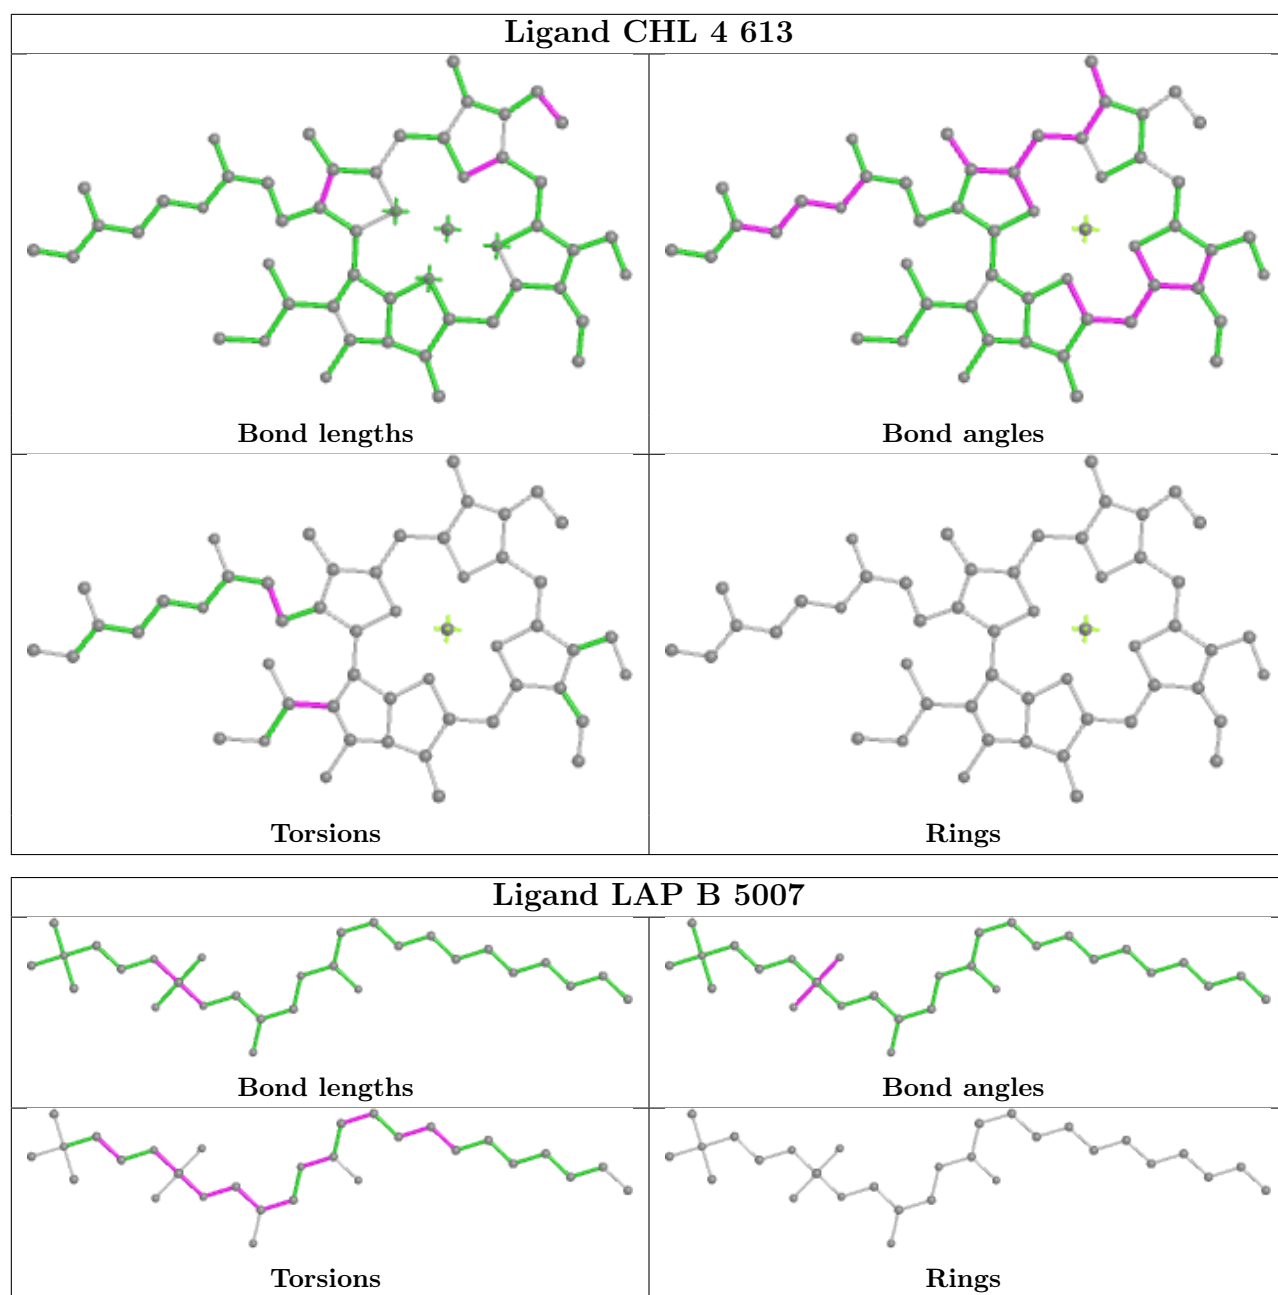 Ligand CHL 4 613
Bond lengths
Bond angles
Torsions
Rings
Ligand LAP B 5007
Bond lengths
Bond angles
Torsions
Rings